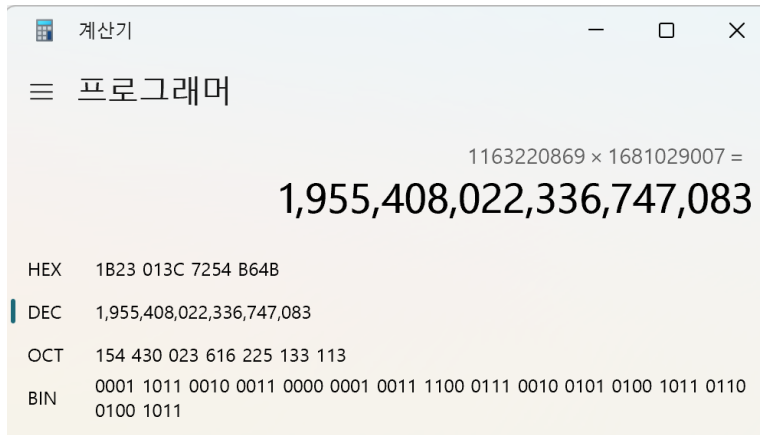 계산기
프로그래머
1163220869 × 1681029007 =
1,955,408,022,336,747,083
HEX 1B23 013C 7254 B64B
DEC 1,955,408,022,336,747,083
OCT 154 430 023 616 225 133 113
BIN 0001 1011 0010 0011 0000 0001 0011 1100 0111 0010 0101 0100 1011 0110
0100 1011